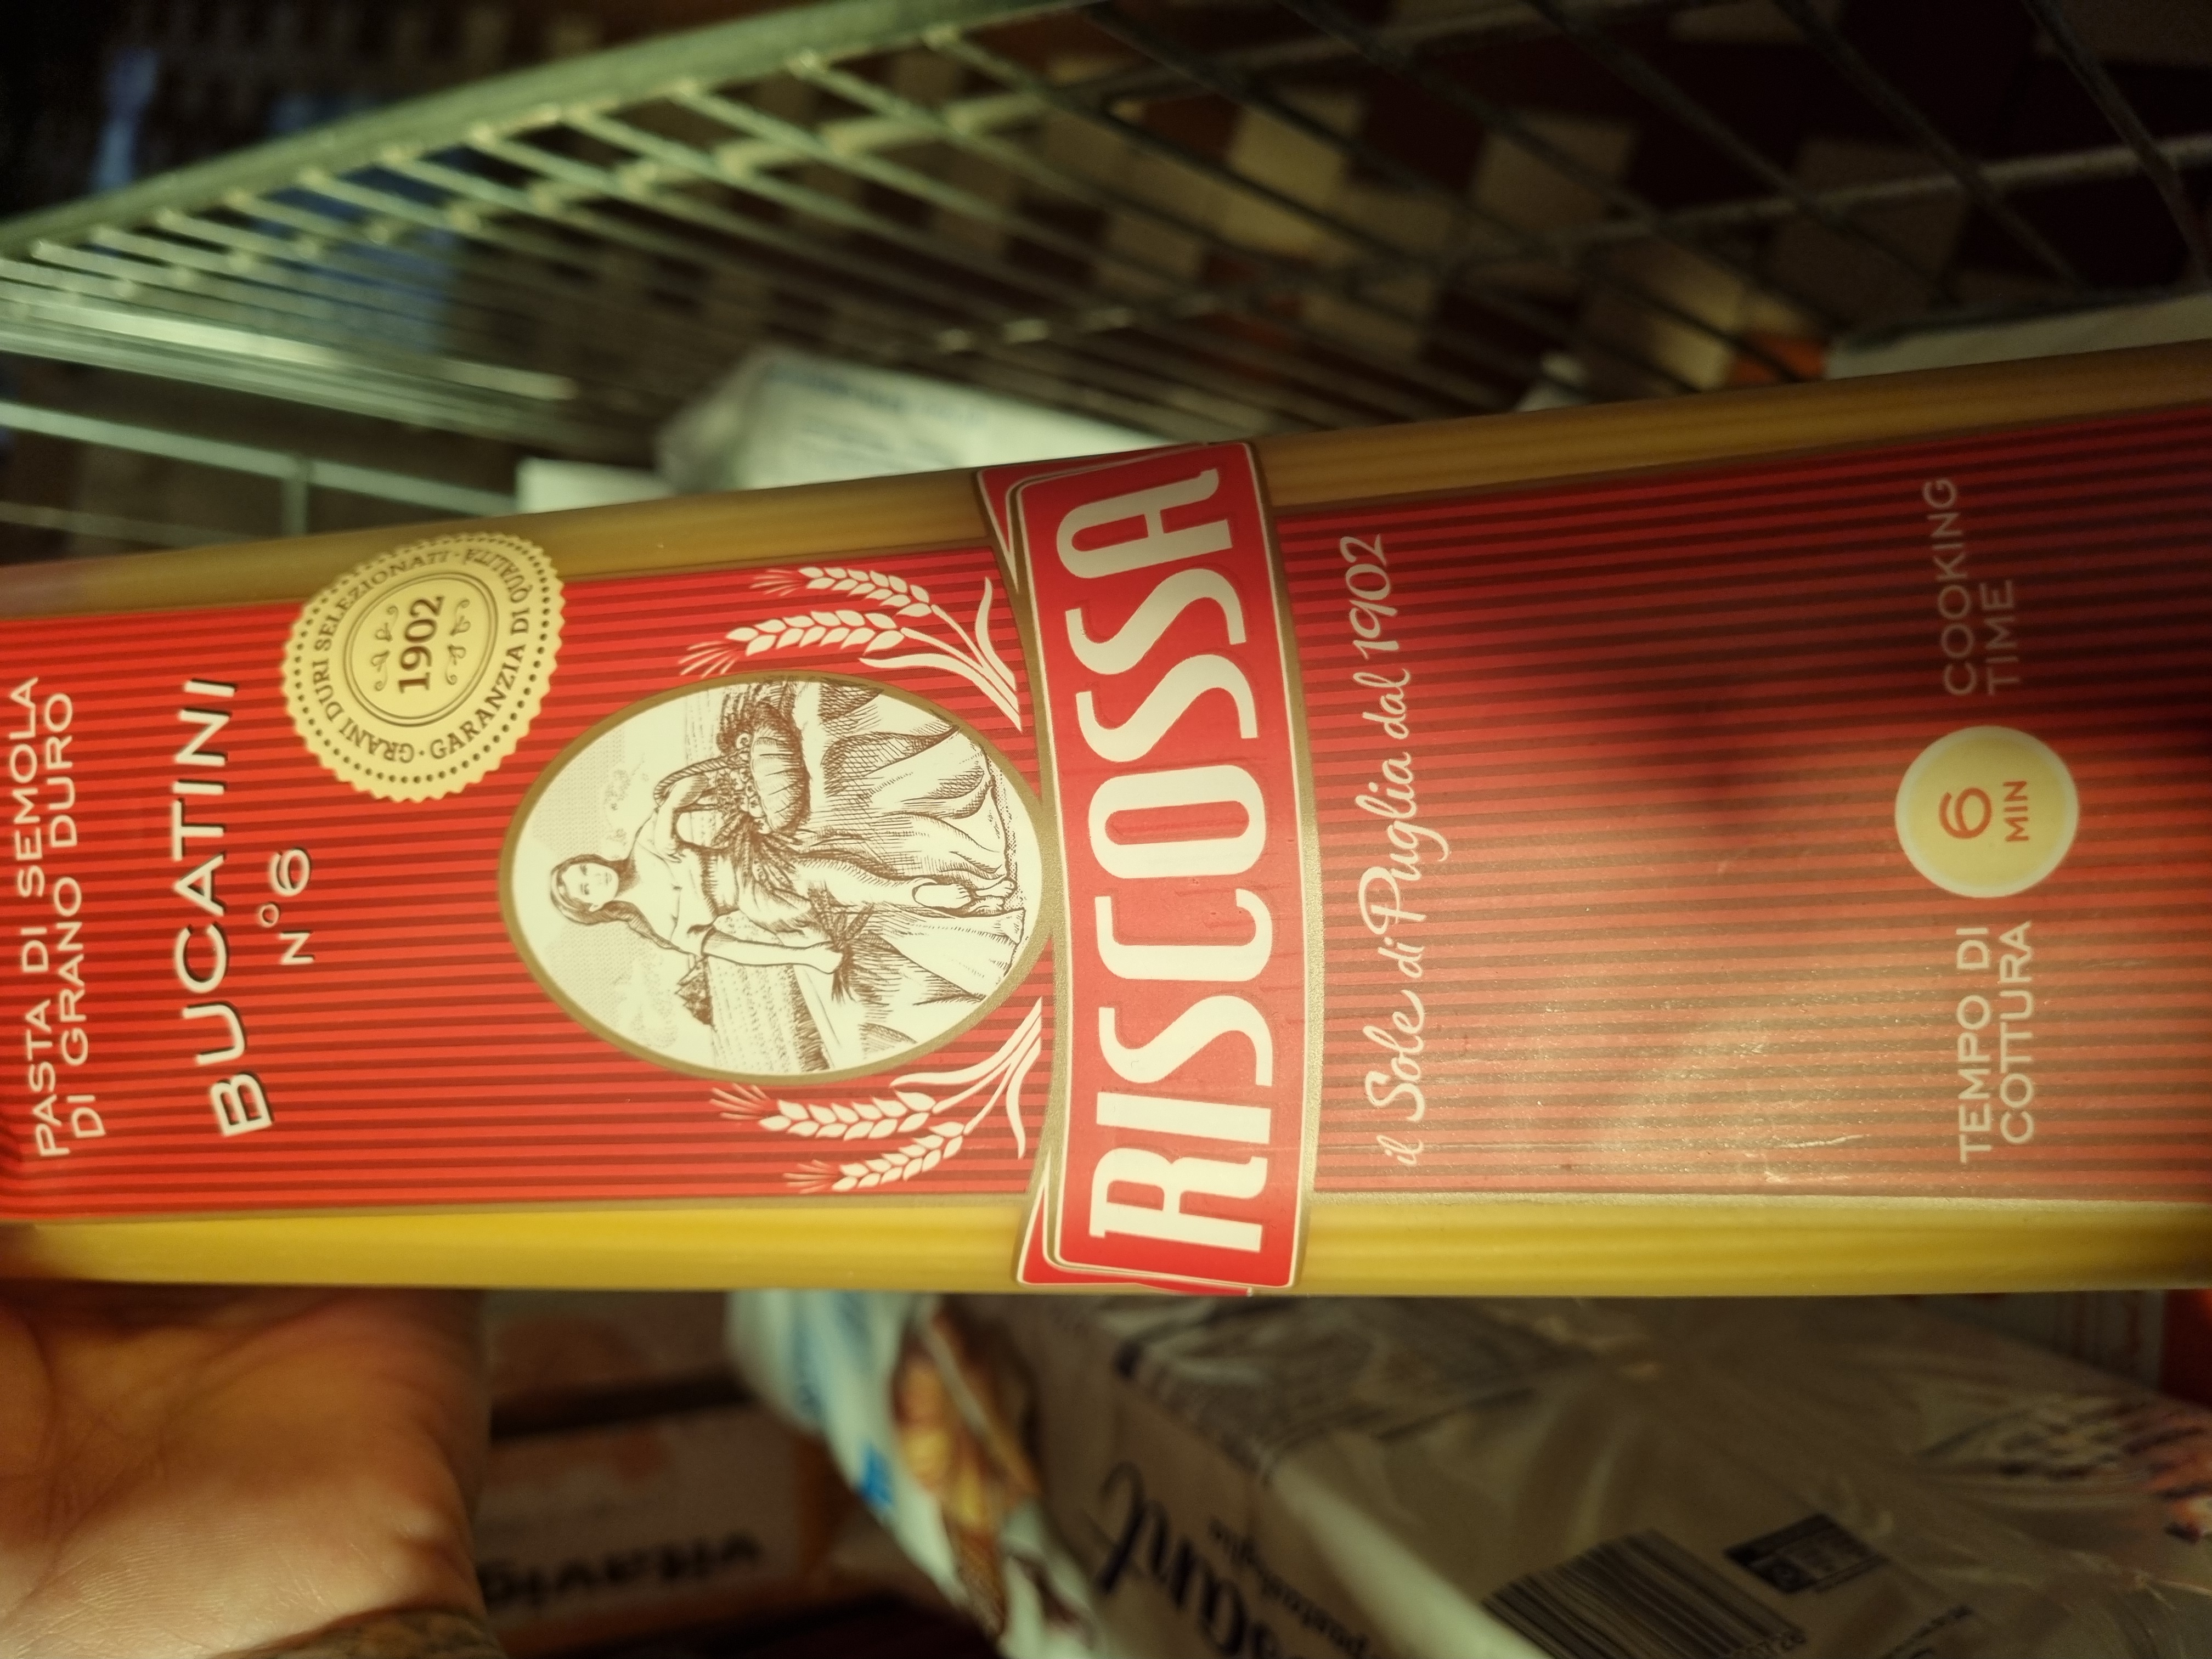 PASTA DI SEMOLA
DI GRANO DURO
BUCATINI
N°6
GRANI DURI SELEZIONATI · GARANZIA DI QUALITÀ ·
1902
RISCOSSA
il Sole di Puglia dal 1902
TEMPO DI
COTTURA
6
MIN
COOKING
TIME